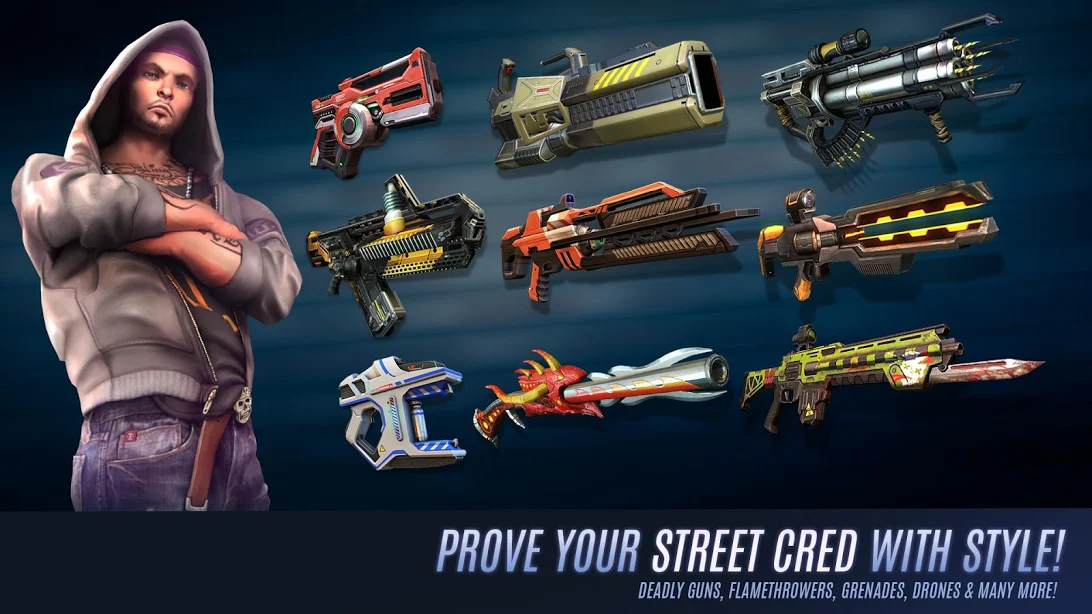 PROVE YOUR STREET CRED WITH STYLE!
DEADLY GUNS, FLAMETHROWERS, GRENADES, DRONES & MANY MORE!